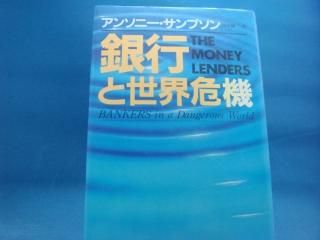 アンソニー・サンプソン
銀行
THE
MONEY
LENDERS
と世界危機
BANKERS in a Dangerous World